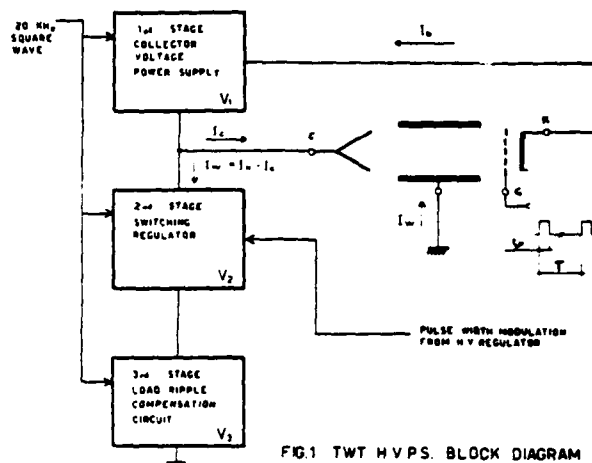 20 KHz
SQUARE
WAVE
1st STAGE
COLLECTOR
VOLTAGE
POWER SUPPLY
V1
Ib
Ic
C
Iw = Ik - Ic
K
G
Iw
2nd STAGE
SWITCHING
REGULATOR
V2
T
PULSE WIDTH MODULATION
FROM H.V REGULATOR
3rd STAGE
LOAD RIPPLE
COMPENSATION
CIRCUIT
V3
FIG.1 TWT H V P S. BLOCK DIAGRAM